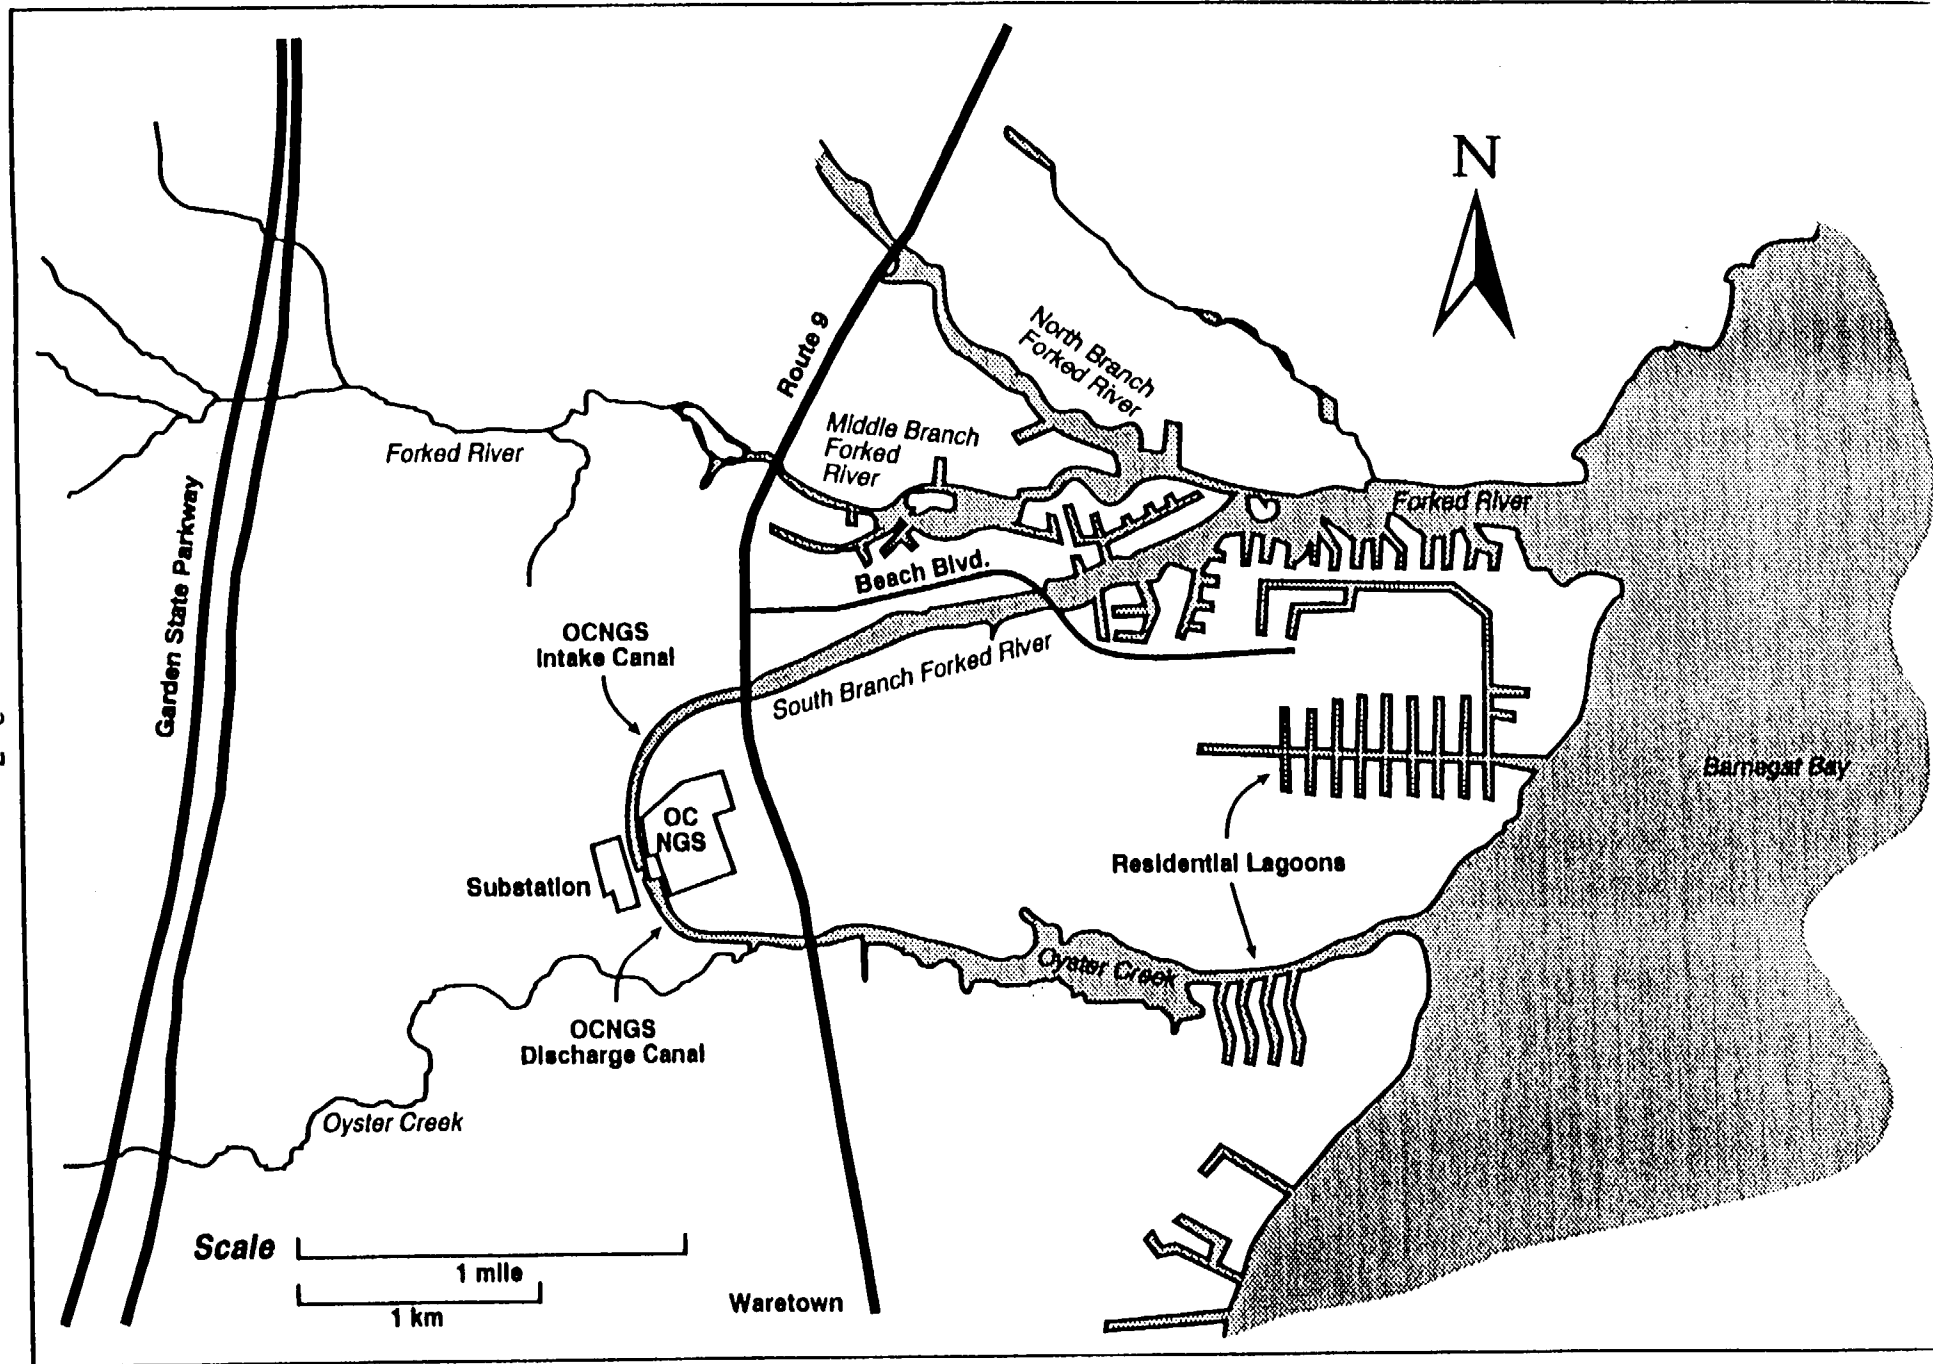 N
Route 9
North Branch
Forked River
Middle Branch
Forked
River
Forked River
Forked River
Garden State Parkway
Beach Blvd.
OCNGS
Intake Canal
South Branch Forked River
Barnegat Bay
OC
NGS
Substation
Residential Lagoons
Oyster Creek
OCNGS
Discharge Canal
Oyster Creek
Scale
1 mile
1 km
Waretown